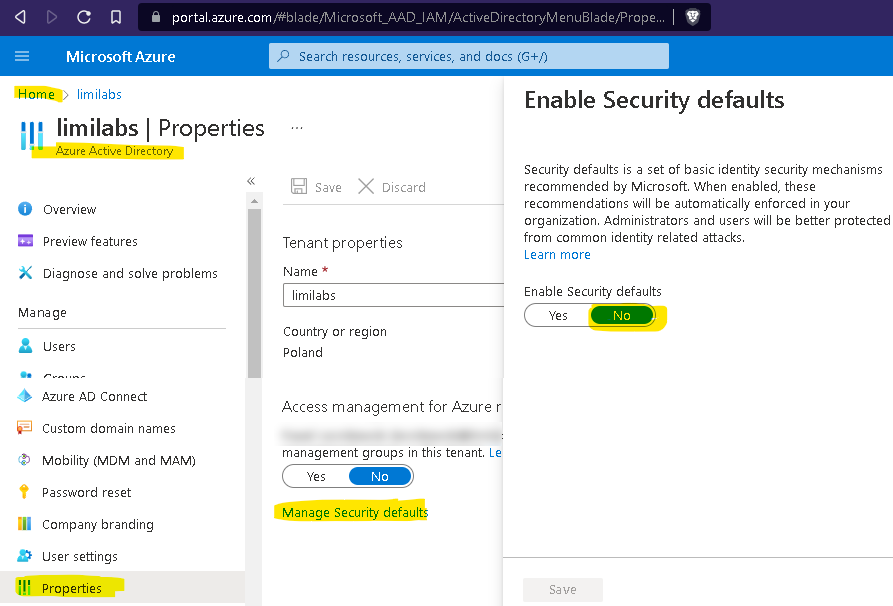 portal.azure.com/#blade/Microsoft_AAD_IAM/ActiveDirectoryMenuBlade/Prope...
Microsoft Azure
Search resources, services, and docs (G+/)
Home > limilabs
limilabs | Properties ...
Azure Active Directory
«
Overview
Preview features
Diagnose and solve problems
Manage
Users
Groups
Azure AD Connect
Custom domain names
Mobility (MDM and MAM)
Password reset
Company branding
User settings
Properties
Save Discard
Tenant properties
Name *
limilabs
Country or region
Poland
Access management for Azure r
management groups in this tenant. Le
Yes No
Manage Security defaults
Enable Security defaults
Security defaults is a set of basic identity security mechanisms
recommended by Microsoft. When enabled, these
recommendations will be automatically enforced in your
organization. Administrators and users will be better protected
from common identity related attacks.
Learn more
Enable Security defaults
Yes No
Save